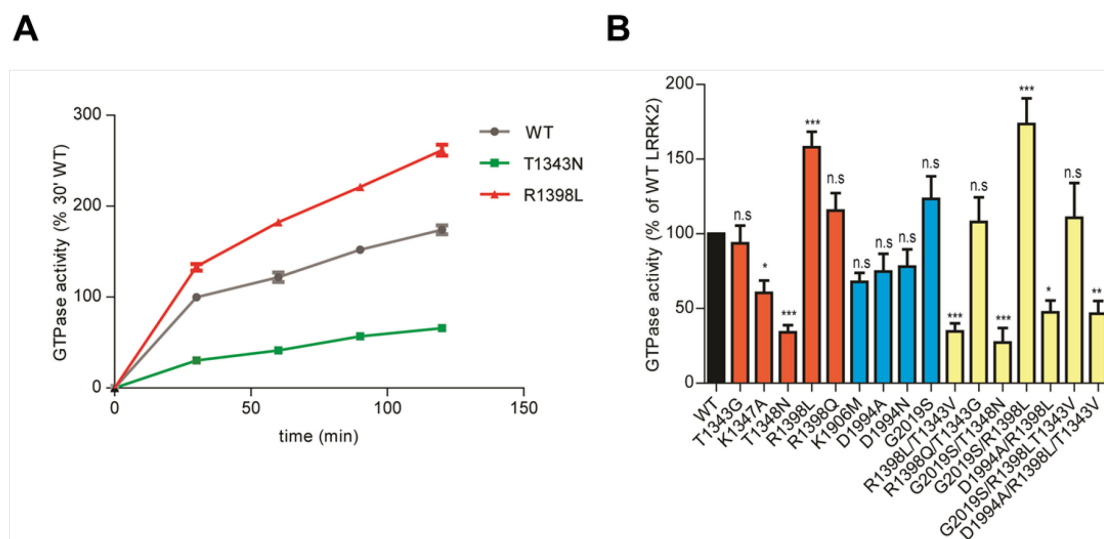 A
B
300
200
100
0
GTPase activity (% 30' WT)
0
50
100
150
time (min)
WT
T1343N
R1398L
200
150
100
50
0
GTPase activity (% of WT LRRK2)
n.s
*
***
***
n.s
n.s
n.s
n.s
n.s
***
n.s
***
***
*
n.s
**
WT
T1343G
K1347A
T1348N
R1398L
R1398Q
K1906M
D1994A
D1994N
G2019S
R1398L/T1343V
R1398Q/T1343G
G2019S/T1348N
G2019S/R1398L
D1994A/R1398L
G2019S/R1398LT1343V
D1994A/R1398L/T1343V